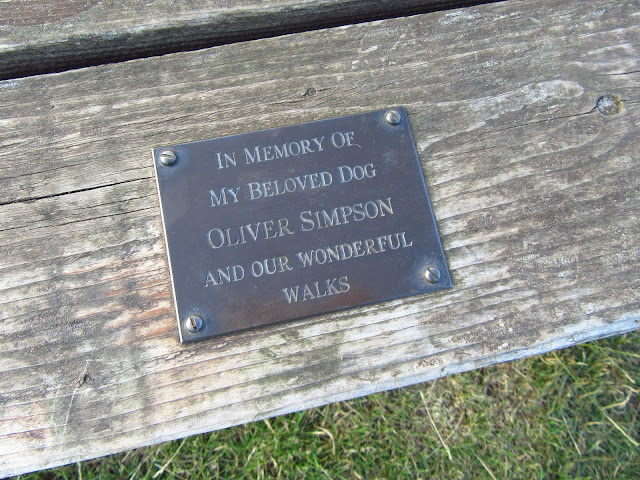 In Memory Of
My Beloved Dog
Oliver Simpson
and our wonderful
walks